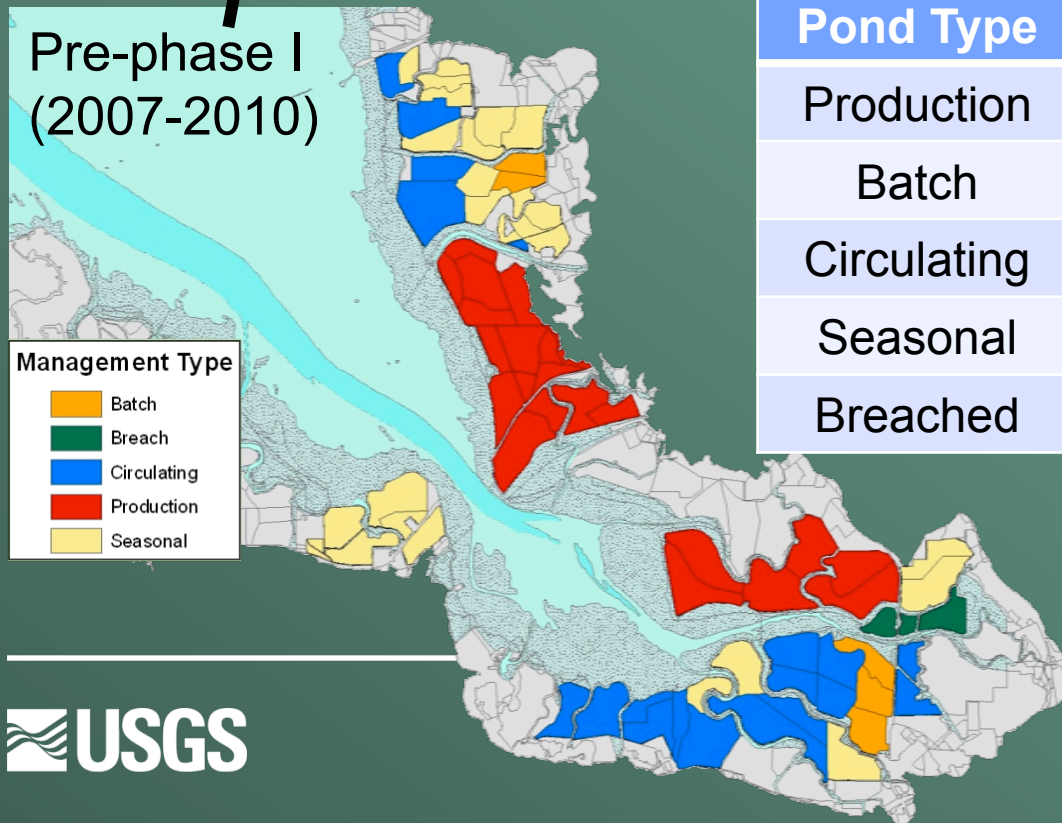 Pre-phase I
(2007-2010)
Pond Type
Production
Batch
Circulating
Seasonal
Breached
Management Type
Batch
Breach
Circulating
Production
Seasonal
USGS